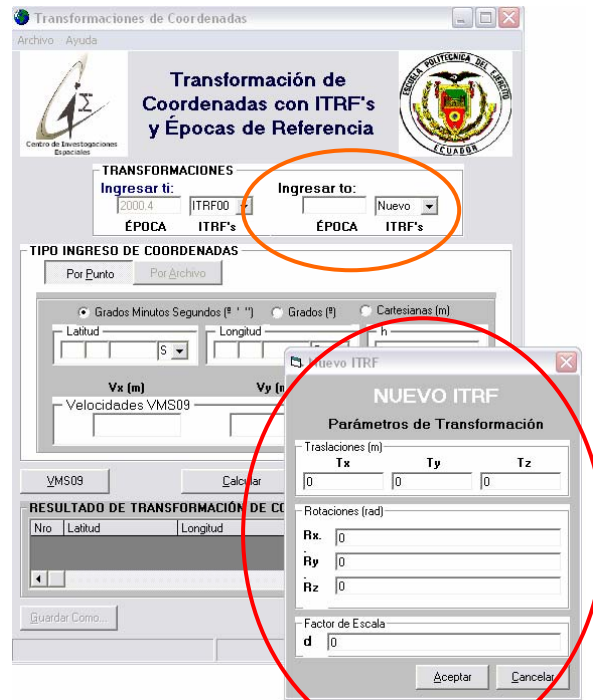 Transformaciones de Coordenadas
Archivo Ayuda
Centro de Investigaciones Espaciales
Transformación de
Coordenadas con ITRF's
y Épocas de Referencia
ESCUELA POLITECNICA DEL EJERCITO
ECUADOR
TRANSFORMACIONES
Ingresar ti: Ingresar to:
2000.4 ITRF00 Nuevo
ÉPOCA ITRF's ÉPOCA ITRF's
TIPO INGRESO DE COORDENADAS
Por Punto Por Archivo
Grados Minutos Segundos (º ' '') Grados (º) Cartesianas (m)
Latitud Longitud h
S
Vx (m) Vy (m
Velocidades VMS09
VMS09 Calcular
RESULTADO DE TRANSFORMACIÓN DE CO
Nro Latitud Longitud
Guardar Como...
Nuevo ITRF
NUEVO ITRF
Parámetros de Transformación
Traslaciones (m)
Tx Ty Tz
0 0 0
Rotaciones (rad)
Rx. 0
Ry 0
Rz 0
Factor de Escala
d 0
Aceptar Cancelar